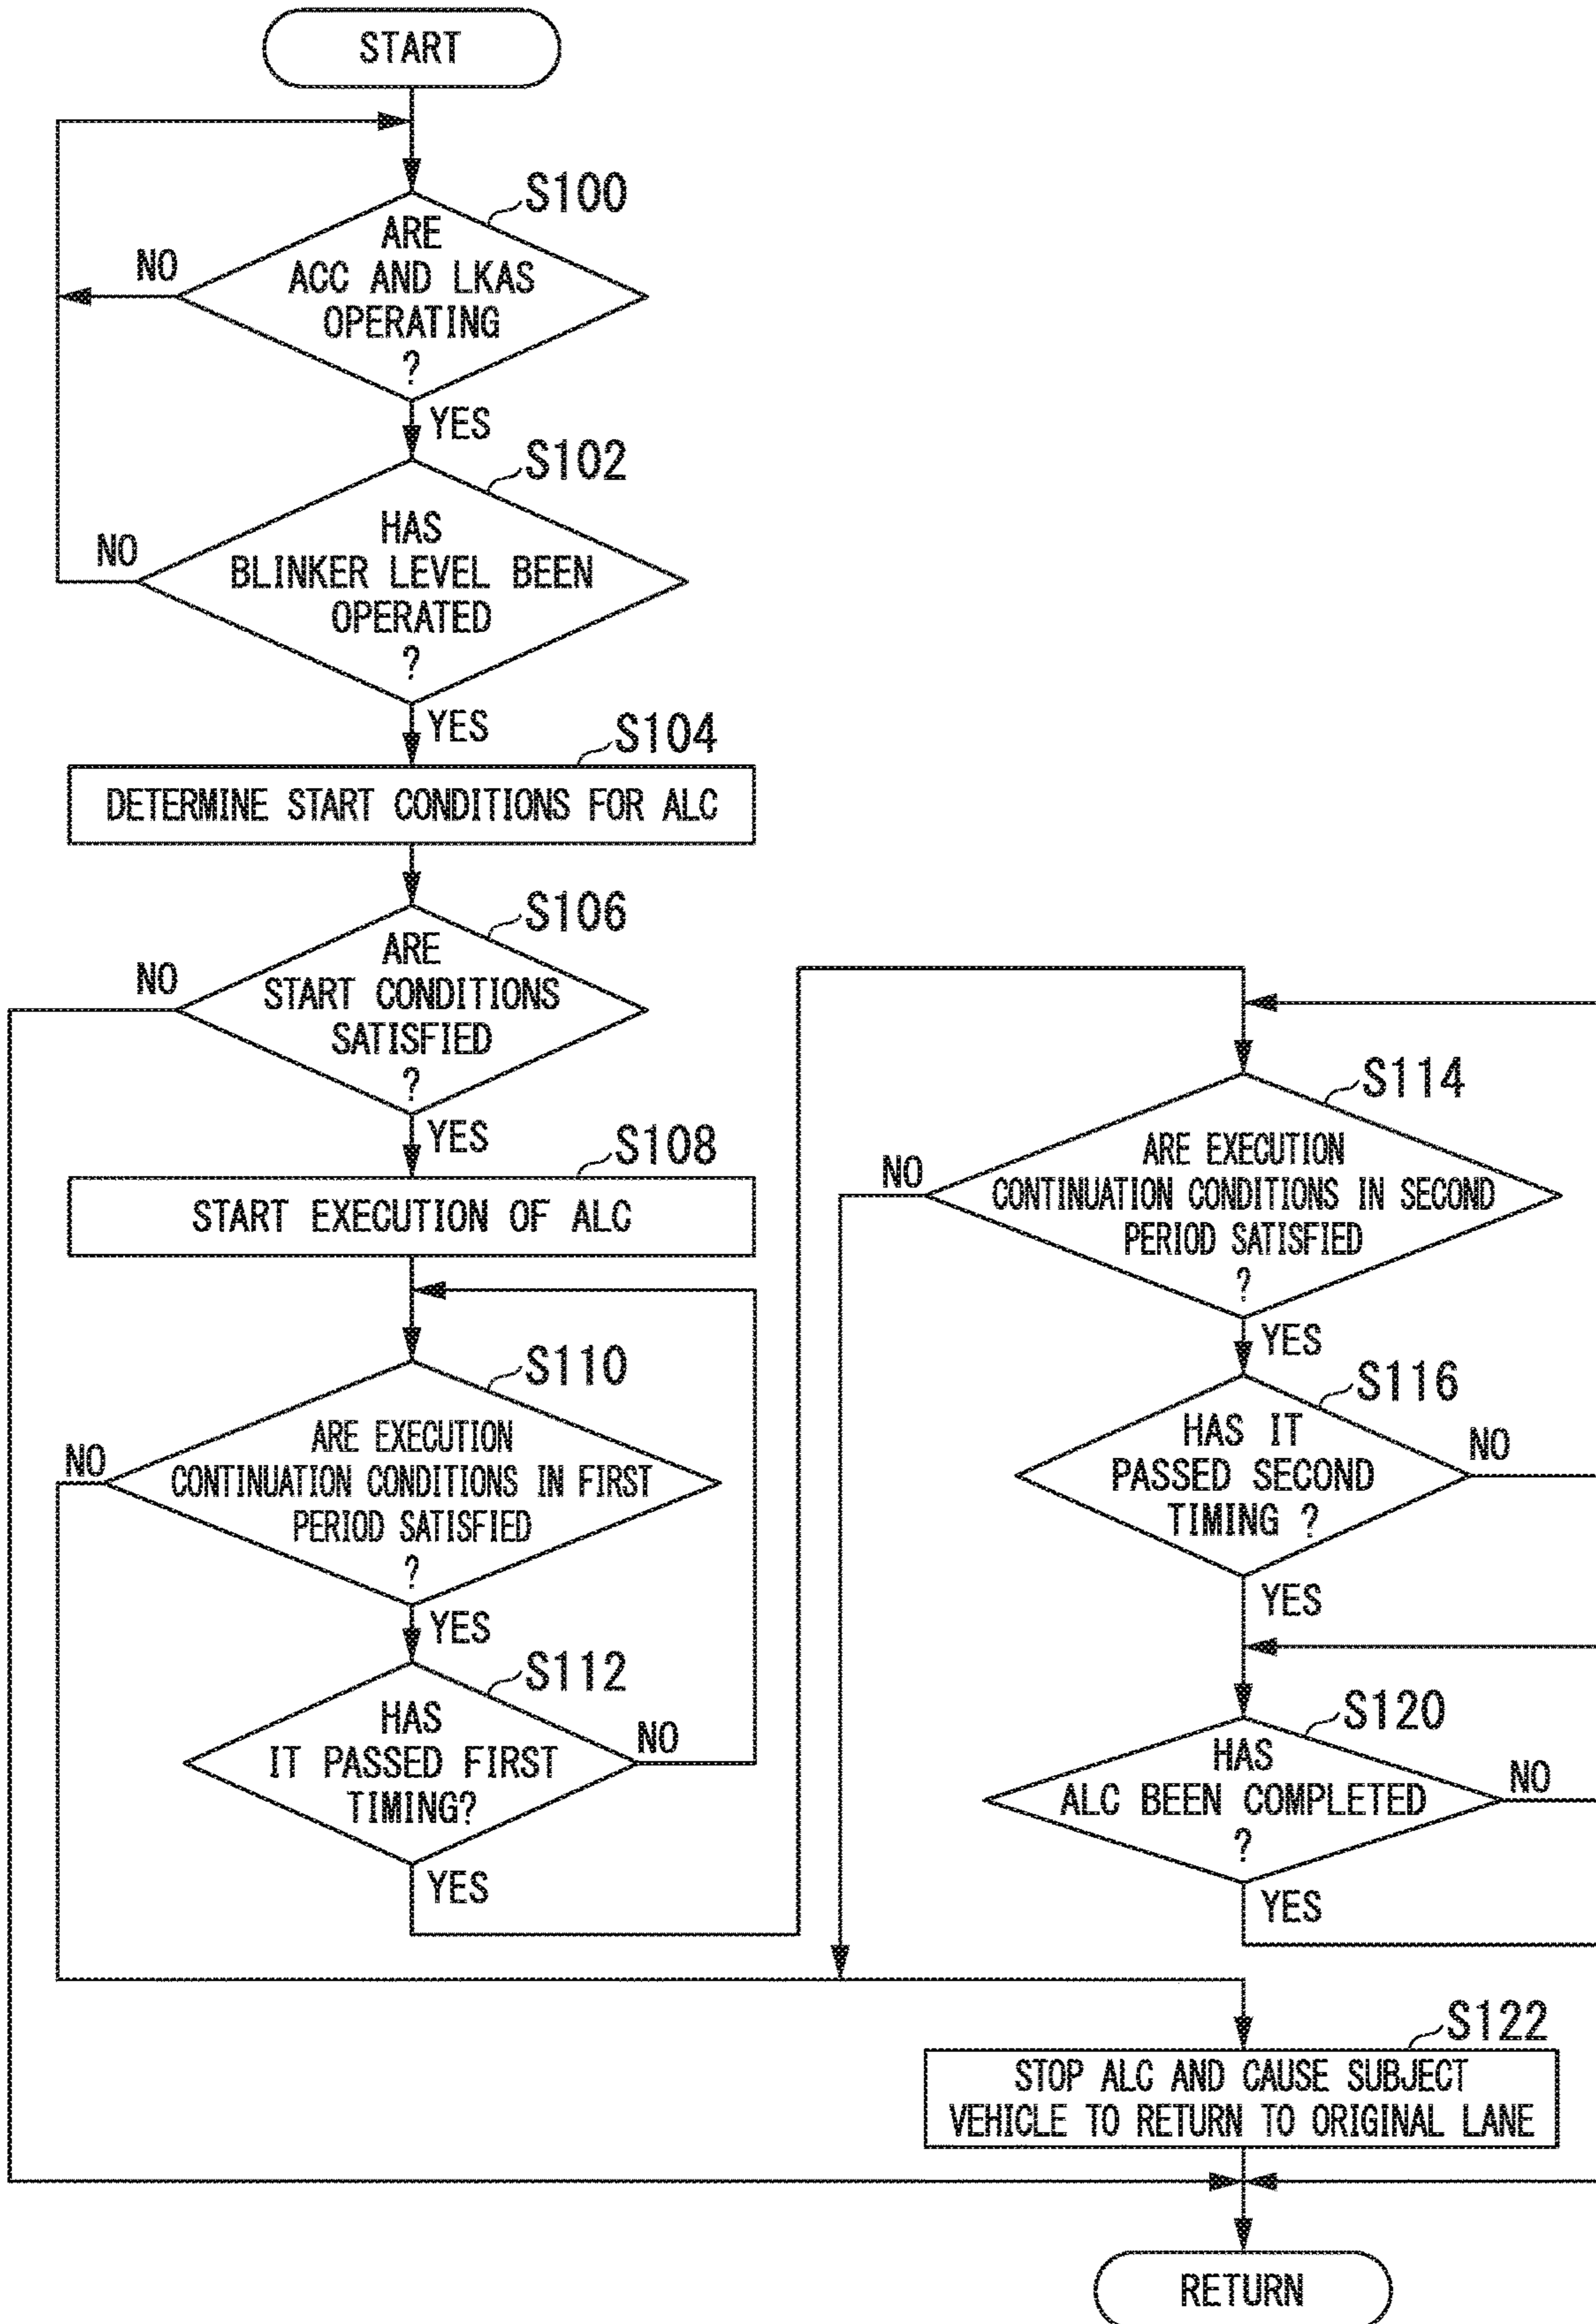 START
S100
ARE
ACC AND LKAS
OPERATING
?
NO
YES
S102
HAS
BLINKER LEVEL BEEN
OPERATED
?
NO
YES
S104
DETERMINE START CONDITIONS FOR ALC
S106
ARE
START CONDITIONS
SATISFIED
?
NO
YES
S108
START EXECUTION OF ALC
S110
ARE EXECUTION
CONTINUATION CONDITIONS IN FIRST
PERIOD SATISFIED
?
NO
YES
S112
HAS
IT PASSED FIRST
TIMING?
NO
YES
S114
ARE EXECUTION
CONTINUATION CONDITIONS IN SECOND
PERIOD SATISFIED
?
NO
YES
S116
HAS IT
PASSED SECOND
TIMING ?
NO
YES
S120
HAS
ALC BEEN COMPLETED
?
NO
YES
S122
STOP ALC AND CAUSE SUBJECT
VEHICLE TO RETURN TO ORIGINAL LANE
RETURN